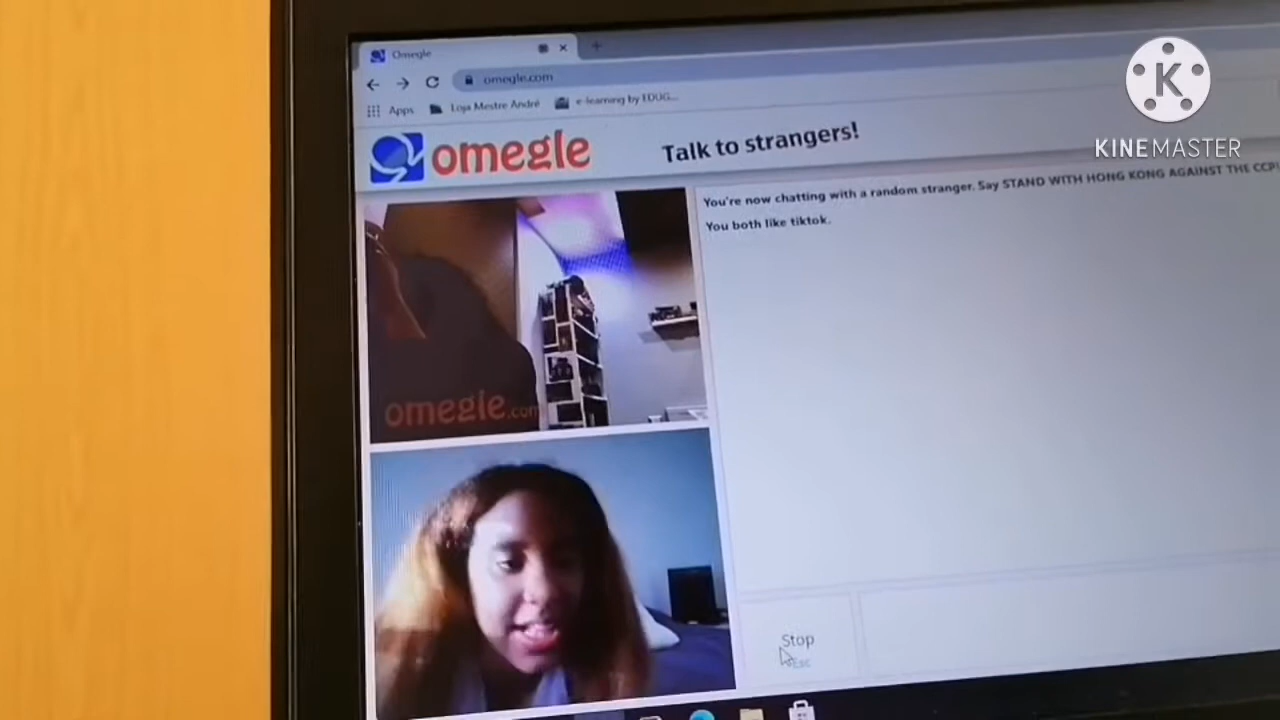 Omegle
omegle.com
Apps Loja Mestre André e-learning by EDUG...
omegle Talk to strangers!
K
KINEMASTER
You're now chatting with a random stranger. Say STAND WITH HONG KONG AGAINST THE CCP!
You both like tiktok.
omegle.com
Stop
Esc